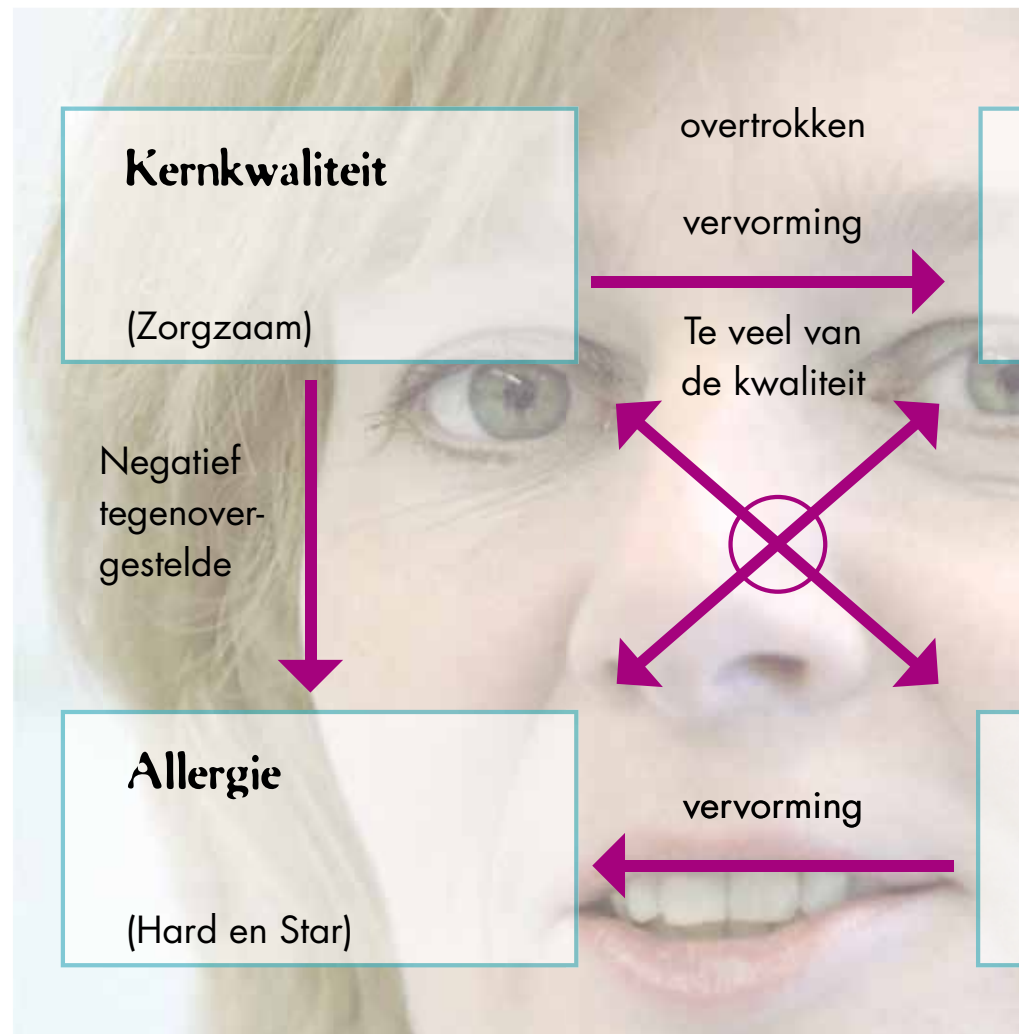 Kernkwaliteit
(Zorgzaam)
overtrokken
vervorming
Te veel van
de kwaliteit
Negatief
tegenover-
gestelde
Allergie
(Hard en Star)
vervorming